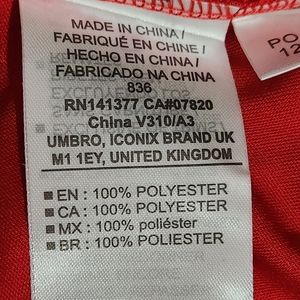 MADE IN CHINA /
FABRIQUÉ EN CHINE /
HECHO EN CHINA /
FABRICADO NA CHINA
836
RN141377 CA#07820
China V310/A3
UMBRO, ICONIX BRAND UK
M1 1EY, UNITED KINGDOM
EN : 100% POLYESTER
CA : 100% POLYESTER
MX : 100% poliéster
BR : 100% POLIESTER
PO
12